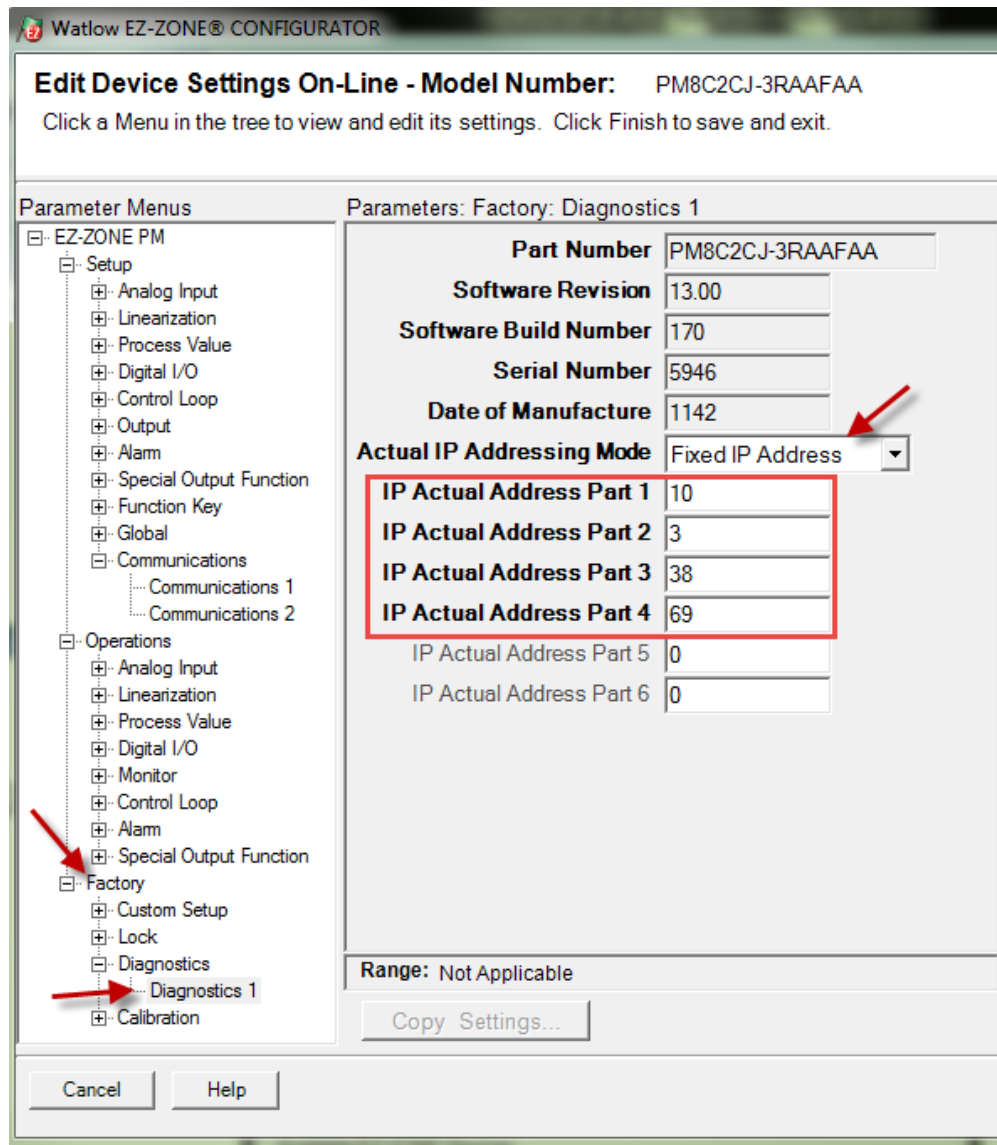 Watlow EZ-ZONE® CONFIGURATOR
Edit Device Settings On-Line - Model Number: PM8C2CJ-3RAAFAA
Click a Menu in the tree to view and edit its settings. Click Finish to save and exit.
Parameter Menus
EZ-ZONE PM
Setup
Analog Input
Linearization
Process Value
Digital I/O
Control Loop
Output
Alarm
Special Output Function
Function Key
Global
Communications
Communications 1
Communications 2
Operations
Analog Input
Linearization
Process Value
Digital I/O
Monitor
Control Loop
Alarm
Special Output Function
Factory
Custom Setup
Lock
Diagnostics
Diagnostics 1
Calibration
Parameters: Factory: Diagnostics 1
Part Number PM8C2CJ-3RAAFAA
Software Revision 13.00
Software Build Number 170
Serial Number 5946
Date of Manufacture 1142
Actual IP Addressing Mode Fixed IP Address
IP Actual Address Part 1 10
IP Actual Address Part 2 3
IP Actual Address Part 3 38
IP Actual Address Part 4 69
IP Actual Address Part 5 0
IP Actual Address Part 6 0
Range: Not Applicable
Copy Settings...
Cancel Help